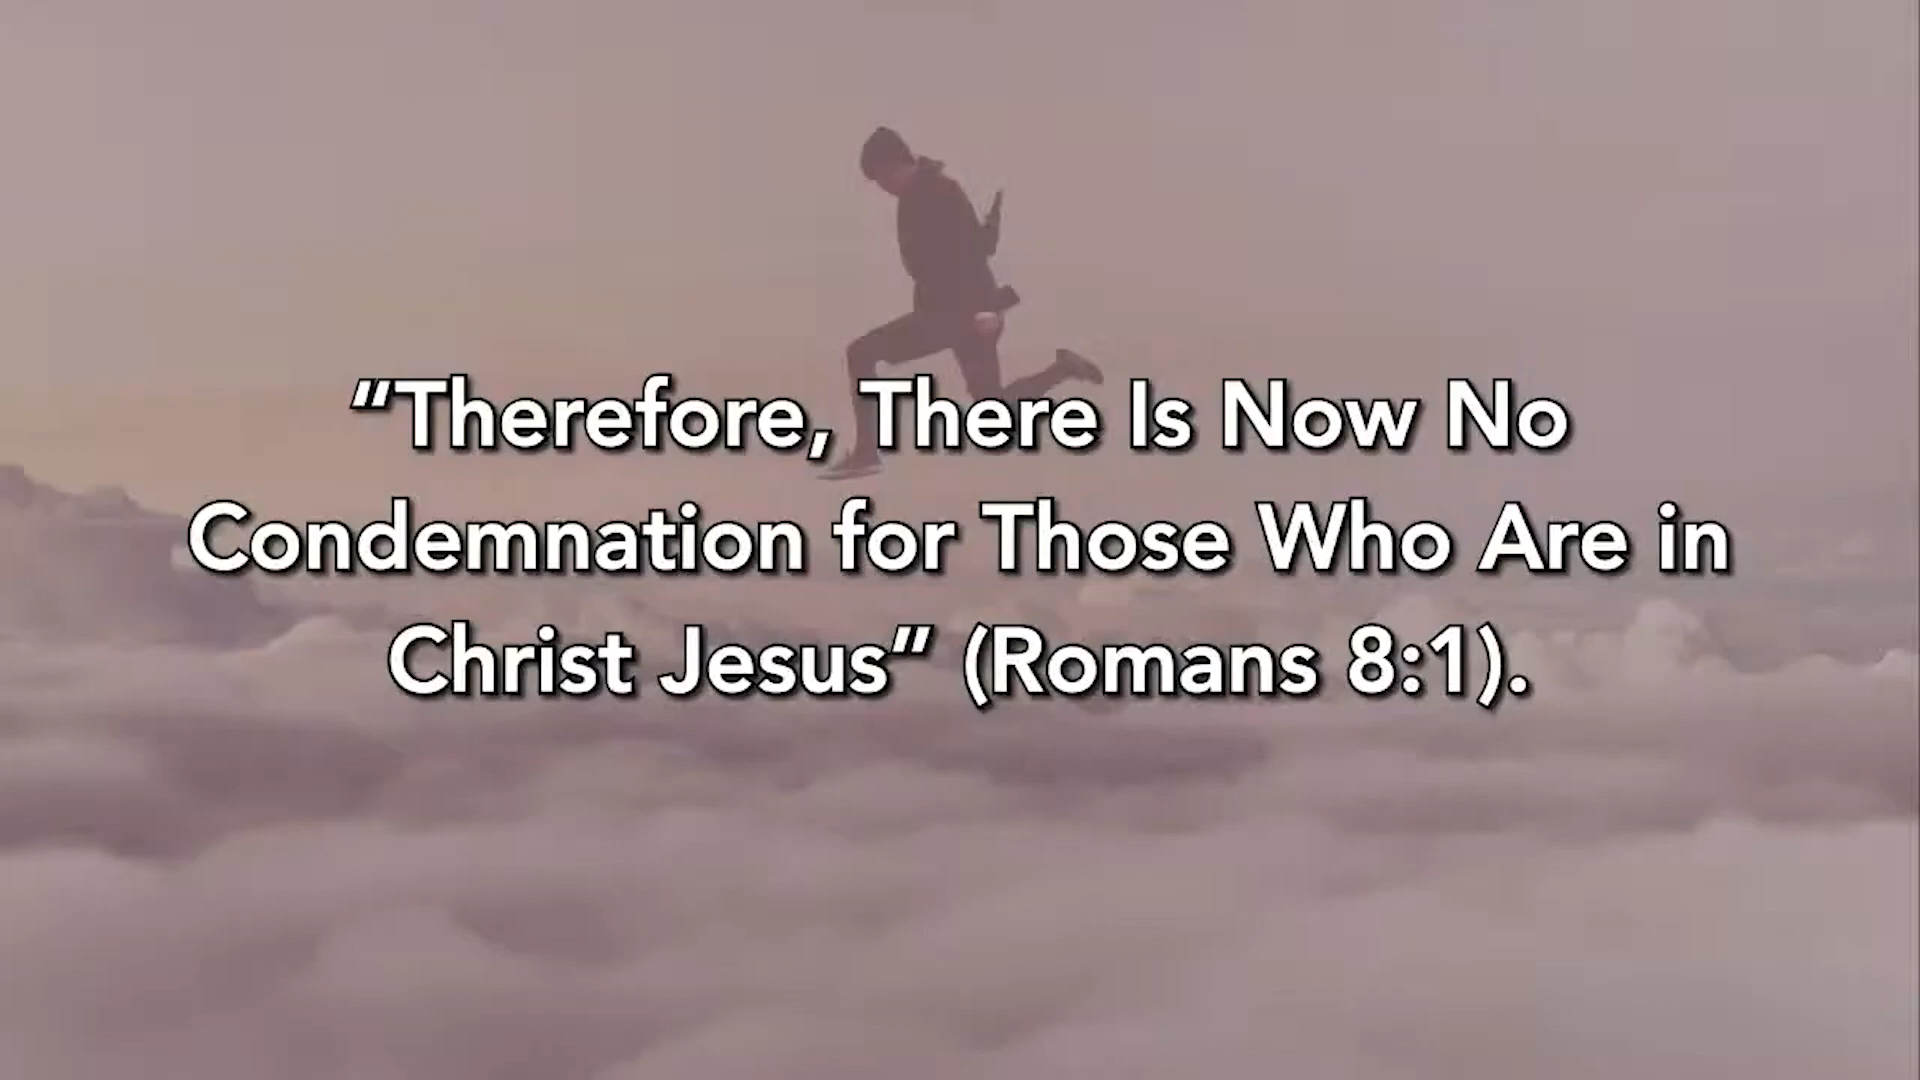 “Therefore, There Is Now No
Condemnation for Those Who Are in
Christ Jesus” (Romans 8:1).